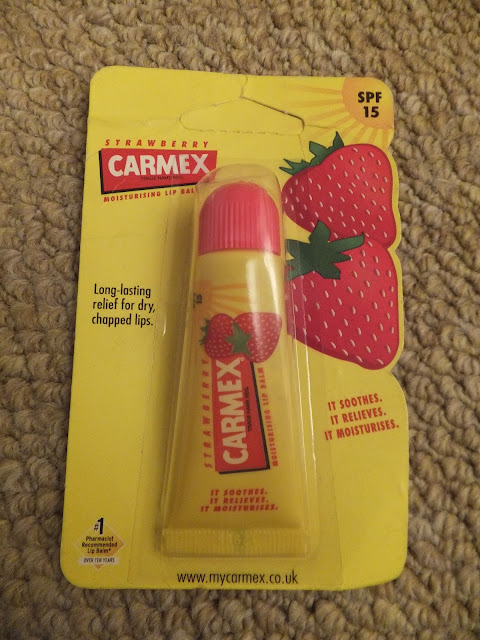 SPF
15
STRAWBERRY
CARMEX
MOISTURISING LIP BALM
Long-lasting
relief for dry,
chapped lips.
15
STRAWBERRY
CARMEX
MOISTURISING LIP BALM
IT SOOTHES.
IT RELIEVES.
IT MOISTURISES.
IT SOOTHES.
IT RELIEVES.
IT MOISTURISES.
#1
Pharmacist
Recommended
Lip Balm*
OVER TEN YEARS
www.mycarmex.co.uk